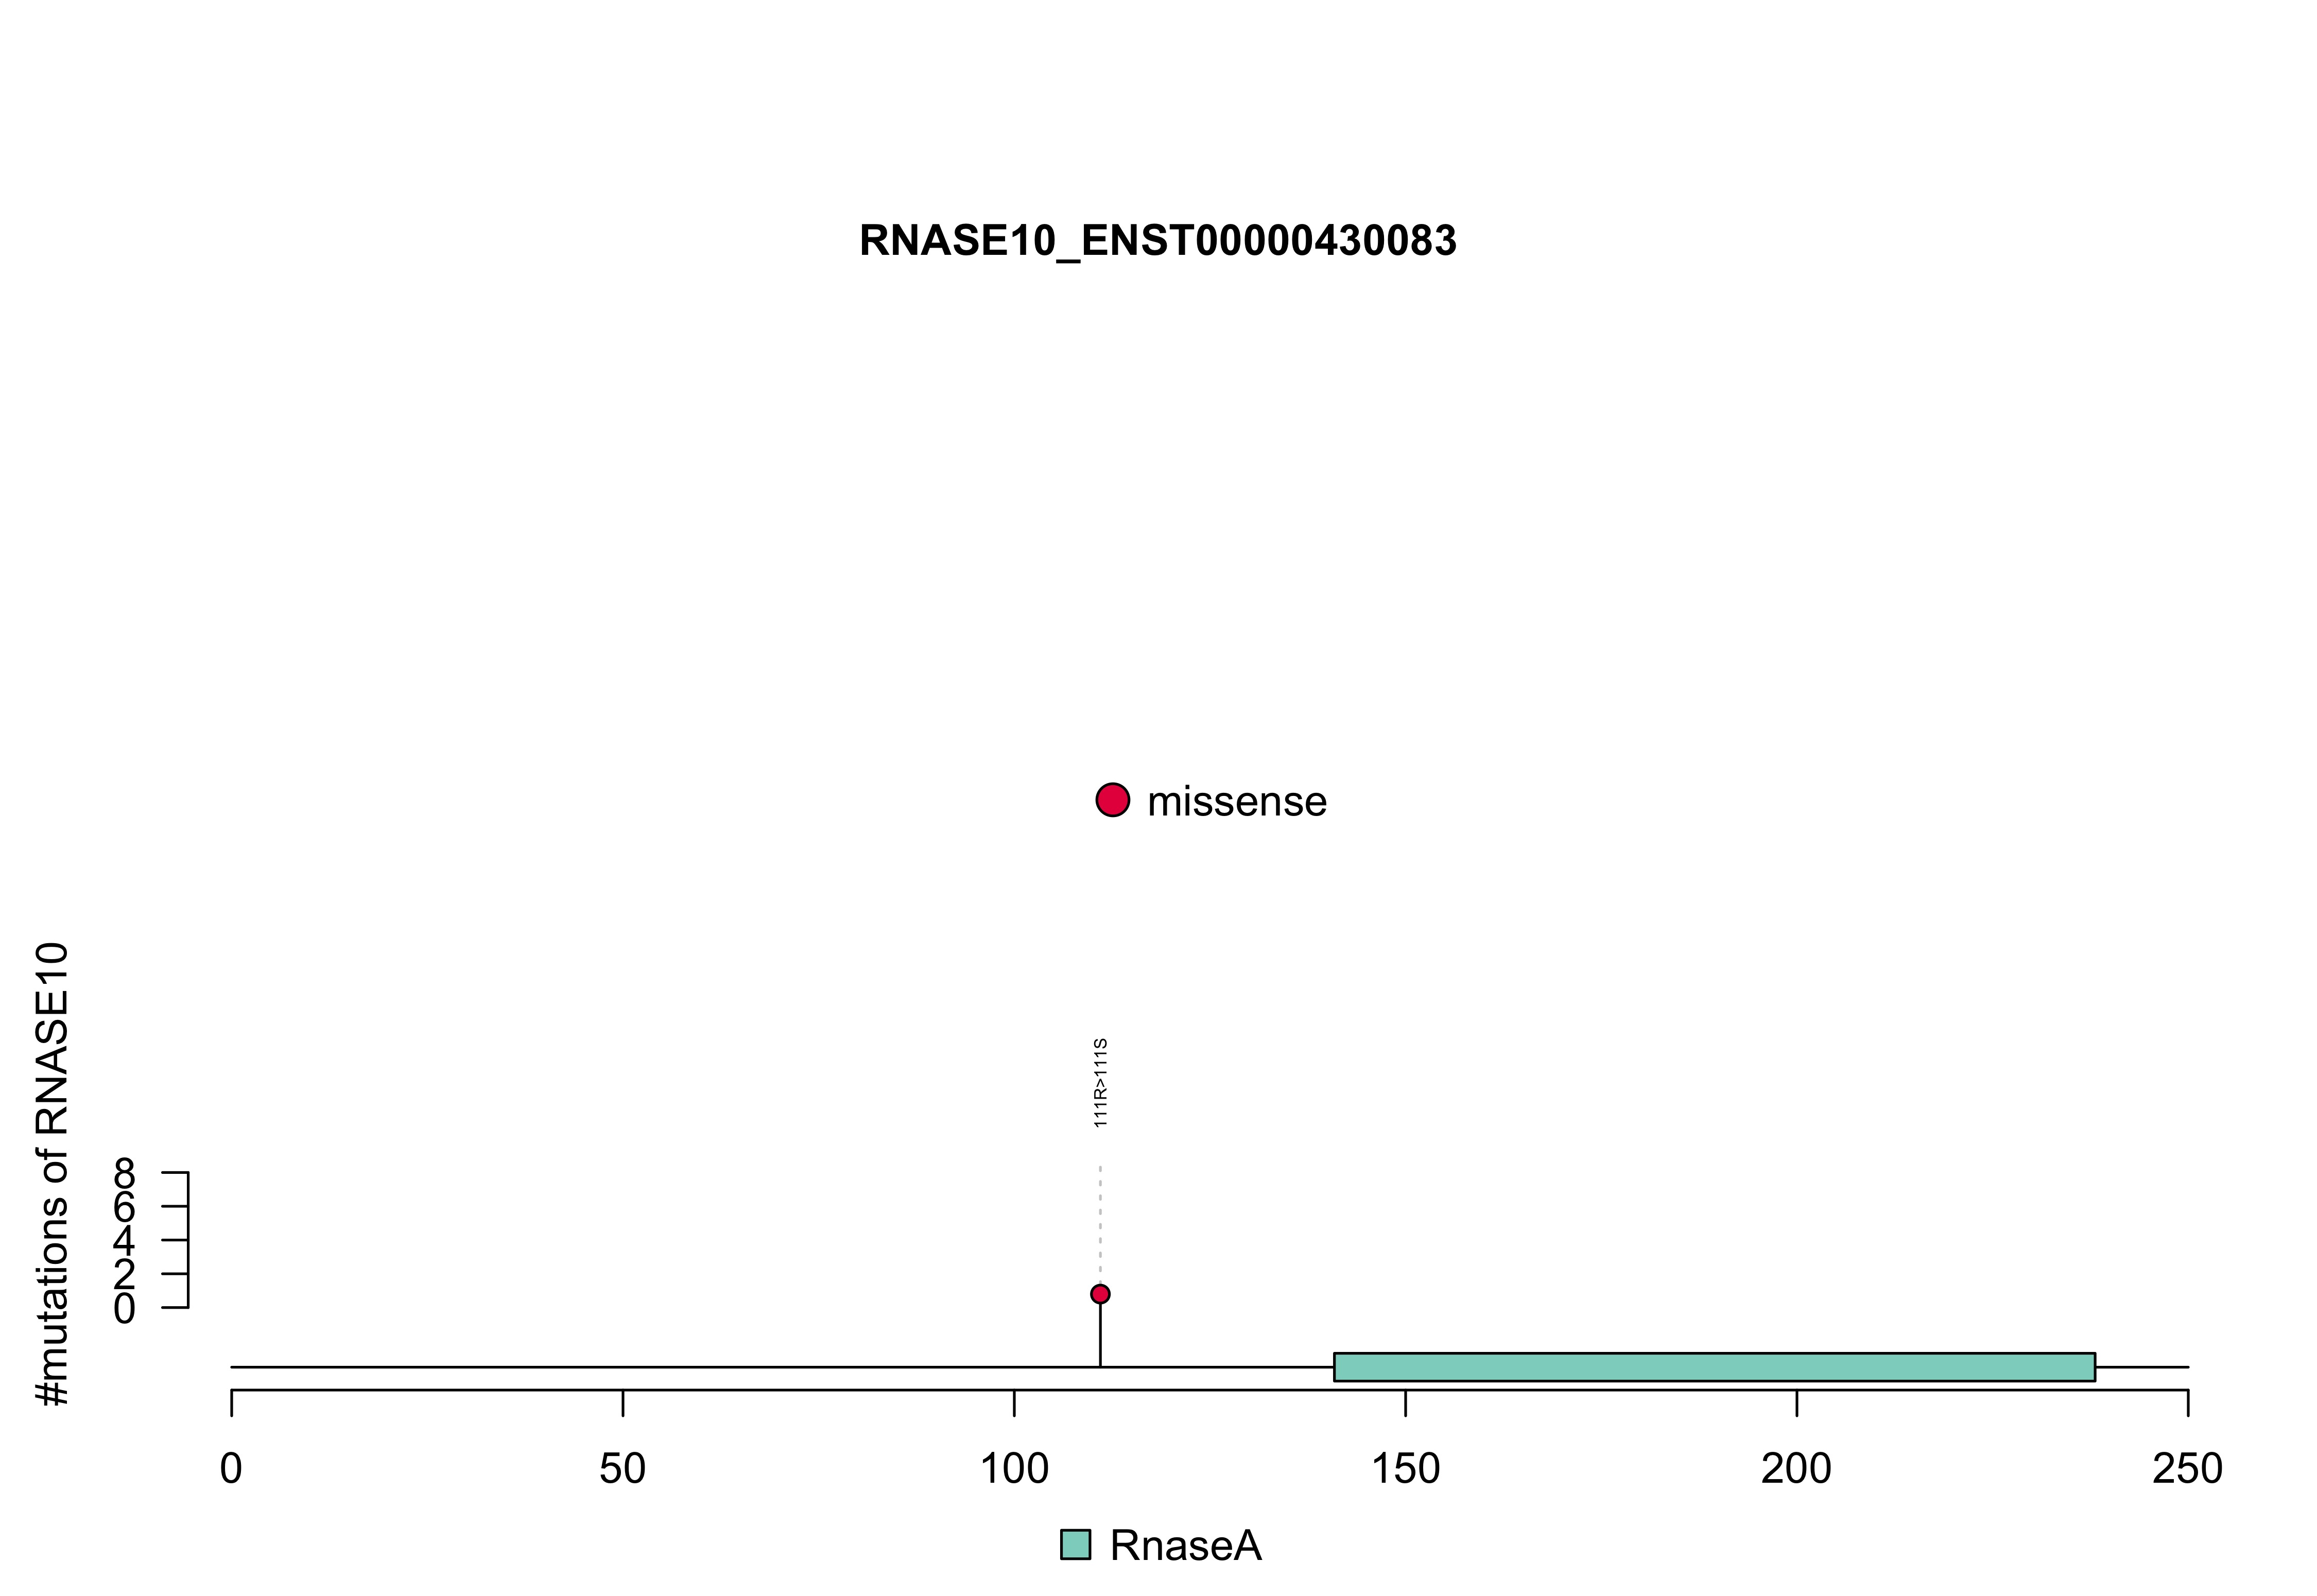 RNASE10_ENST00000430083
missense
#mutations of RNASE10
111R>111S
8
6
4
2
0
0 50 100 150 200 250
RnaseA